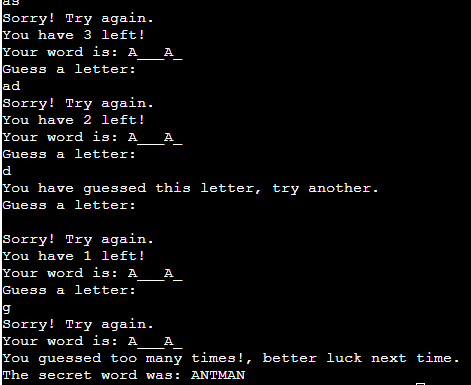 as
Sorry! Try again.
You have 3 left!
Your word is: A___A_
Guess a letter:
ad
Sorry! Try again.
You have 2 left!
Your word is: A___A_
Guess a letter:
d
You have guessed this letter, try another.
Guess a letter:

Sorry! Try again.
You have 1 left!
Your word is: A___A_
Guess a letter:
g
Sorry! Try again.
Your word is: A___A_
You guessed too many times!, better luck next time.
The secret word was: ANTMAN